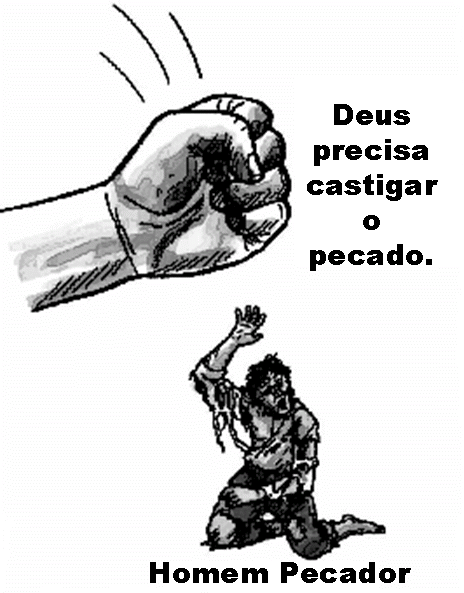 Deus
precisa
castigar
o
pecado.
Homem Pecador